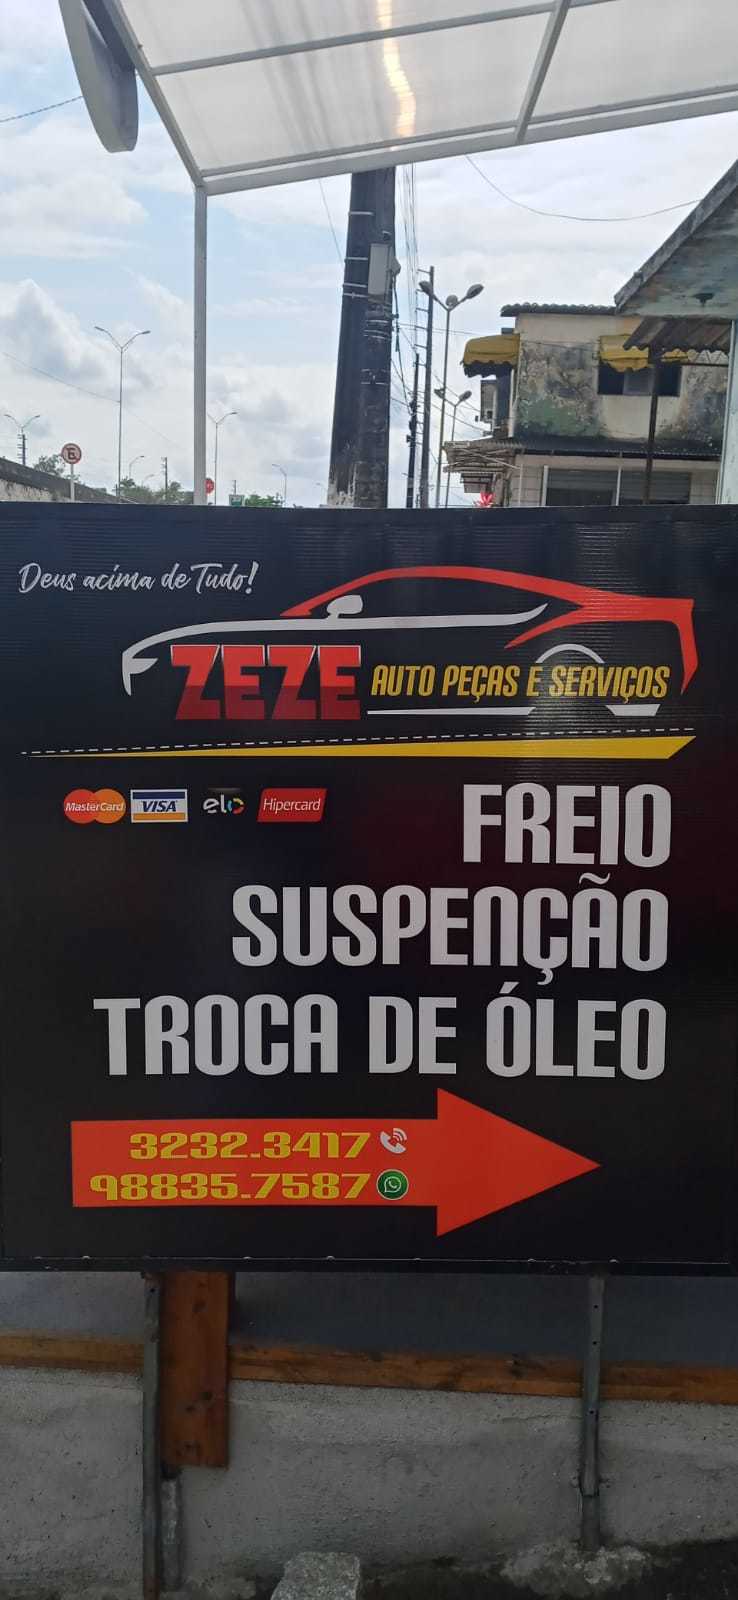 Deus acima de Tudo!
ZEZE AUTO PEÇAS E SERVIÇOS
MasterCard VISA elo Hipercard
FREIO
SUSPENÇÃO
TROCA DE ÓLEO
3232.3417
98835.7587